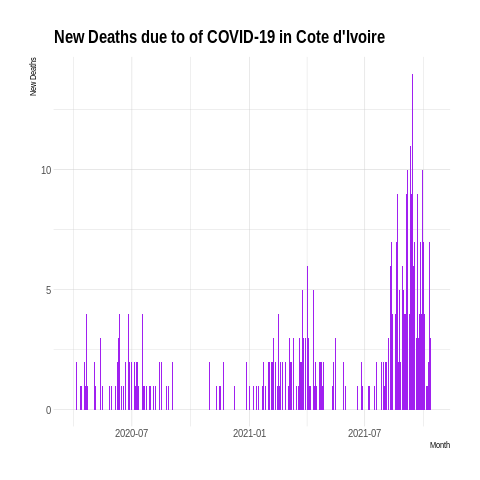 New Deaths due to of COVID-19 in Cote d'Ivoire
New Deaths
10
5
0
2020-07
2021-01
2021-07
Month